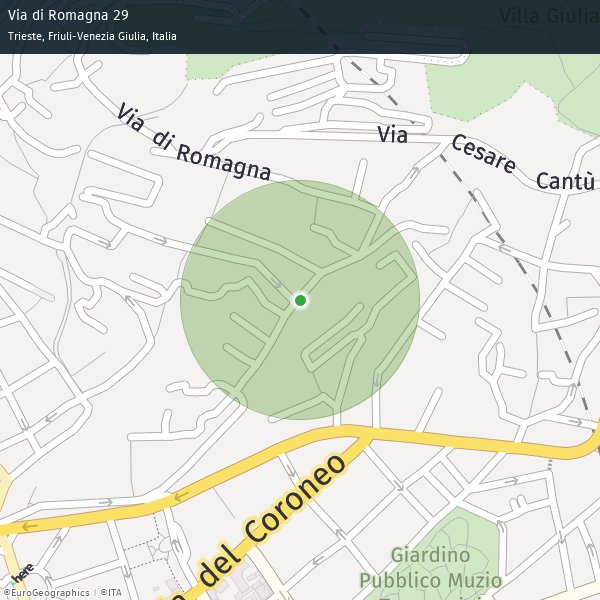 Via di Romagna 29
Trieste, Friuli-Venezia Giulia, Italia
Villa Giulia
Via di Romagna
Via Cesare Cantù
del Coroneo
Giardino
Pubblico Muzio
here
©EuroGeographics | ©ITA